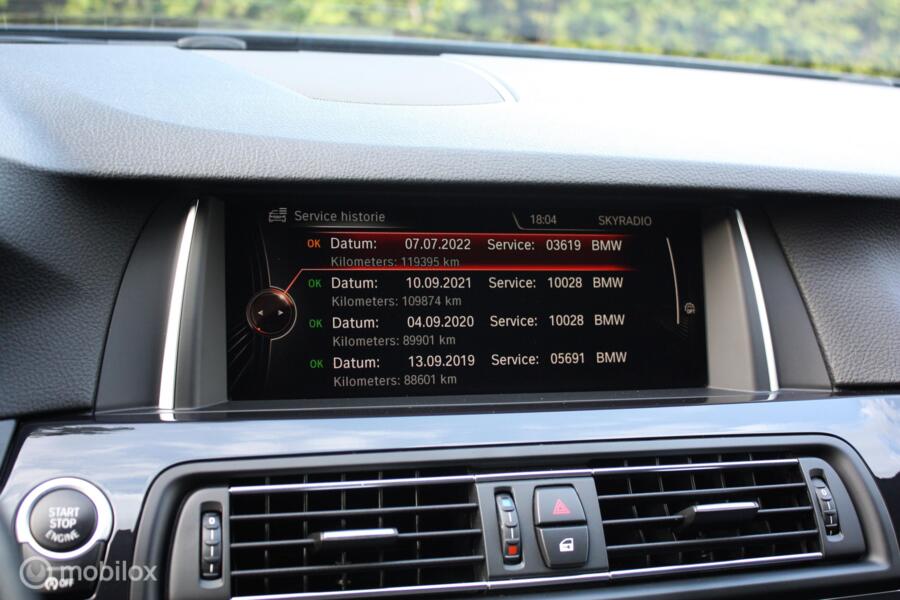 Service historie 18:04 SKYRADIO
OK Datum: 07.07.2022 Service: 03619 BMW
Kilometers: 119395 km
OK Datum: 10.09.2021 Service: 10028 BMW
Kilometers: 109874 km
OK Datum: 04.09.2020 Service: 10028 BMW
Kilometers: 89901 km
OK Datum: 13.09.2019 Service: 05691 BMW
Kilometers: 88601 km
START
STOP
ENGINE
OFF
mobilox